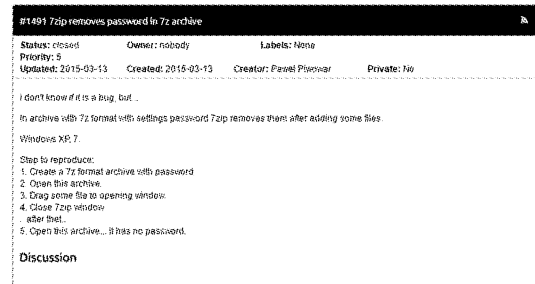 #1491 7zip removes password in 7z archive
Status: closed Owner: nobody Labels: None
Priority: 5
Updated: 2015-03-13 Created: 2015-03-13 Creator: Pawel Piwowar Private: No
I don't know if it is a bug, but...
In archive with 7z format with settings password 7zip removes them after adding some files.
Windows XP, 7.
Step to reproduce:
1. Create a 7z format archive with password
2. Open this archive.
3. Drag some file to opening window.
4. Close 7zip window
.. after that..
5. Open this archive... it has no password.
Discussion